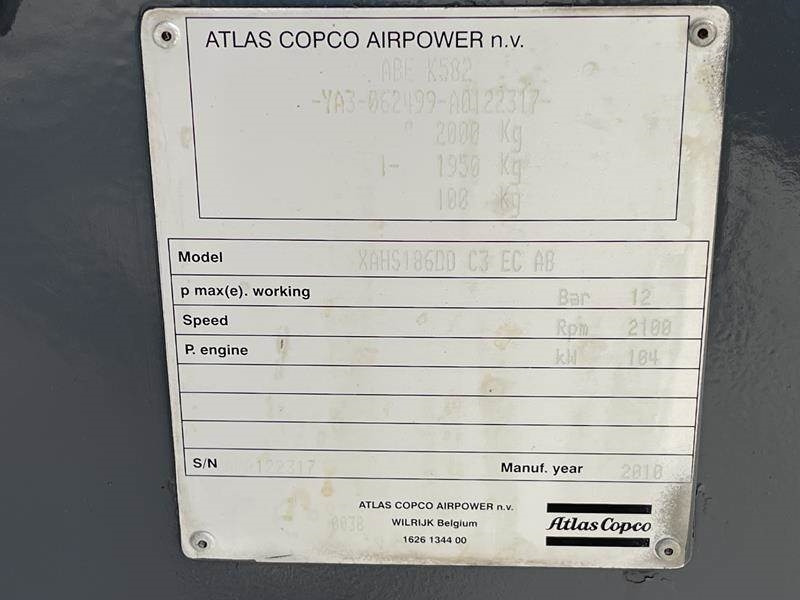 ATLAS COPCO AIRPOWER n.v.
ABE K582
-YA3-062499-A0122317-
2000 Kg
1- 1950 Kg
100 Kg
Model XAHS186DD C3 EC AB
p max(e). working Bar 12
Speed Rpm 2100
P. engine kW 104
S/N 122317 Manuf. year 2010
ATLAS COPCO AIRPOWER n.v.
0038 WILRIJK Belgium
1626 1344 00
Atlas Copco